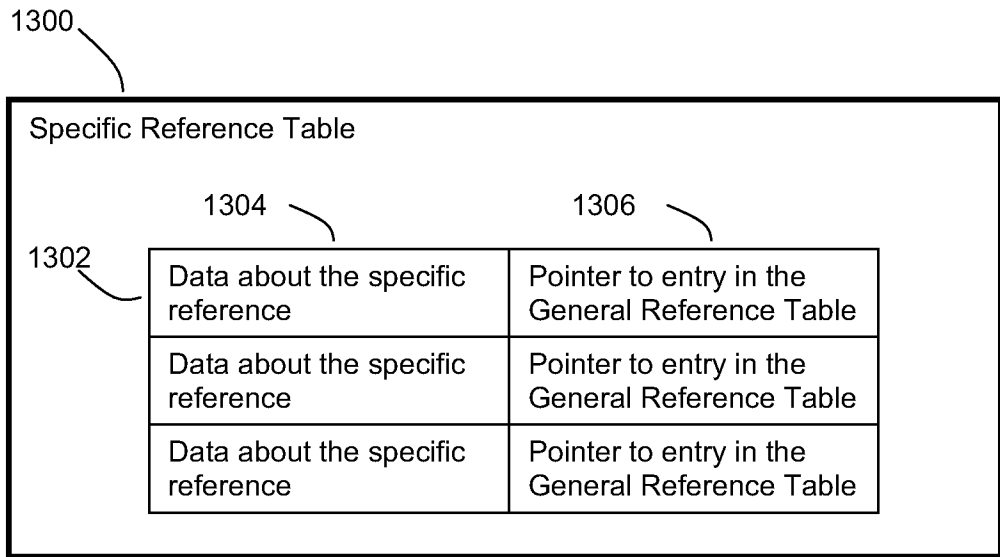 1300
Specific Reference Table
1304
1306
1302
Data about the specific
reference
Pointer to entry in the
General Reference Table
Data about the specific
reference
Pointer to entry in the
General Reference Table
Data about the specific
reference
Pointer to entry in the
General Reference Table